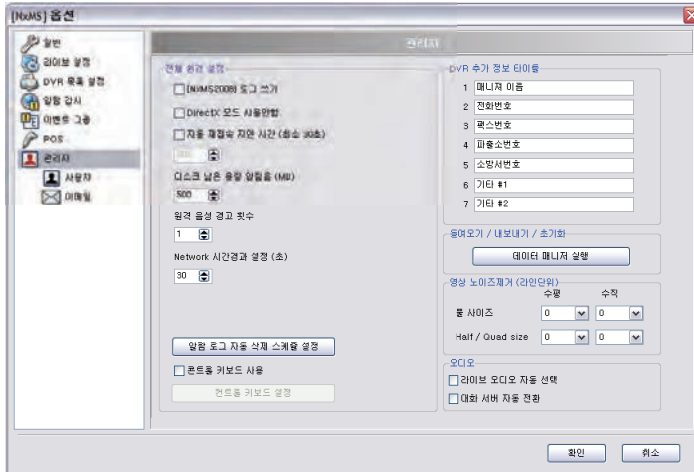 [NxMS] 옵션
일반
라이브 설정
DVR 목록 설정
알람 감시
이벤트 그룹
POS
관리자
사용자
이메일
관리자
전체 환경 설정
[NxMS2008] 로그 쓰기
DirectX 모드 사용안함
자동 재접속 지연 시간 (최소 30초)
디스크 남은 용량 알림음 (MB)
500
원격 음성 경고 횟수
1
Network 시간경과 설정 (초)
30
알람 로그 자동 삭제 스케쥴 설정
콘트롤 키보드 사용
컨트롤 키보드 설정
DVR 추가 정보 타이틀
1 매니져 이름
2 전화번호
3 팩스번호
4 파출소번호
5 소방서번호
6 기타 #1
7 기타 #2
들여오기 / 내보내기 / 초기화
데이터 매니저 실행
영상 노이즈제거 (라인단위)
수평 수직
풀 사이즈 0 0
Half / Quad size 0 0
오디오
라이브 오디오 자동 선택
대화 서버 자동 전환
확인 취소